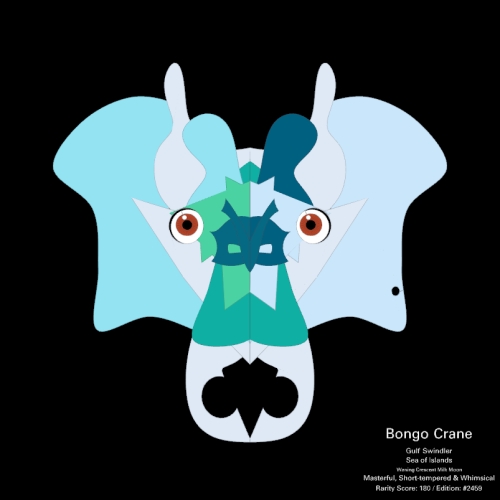 Bongo Crane
Gulf Swindler
Sea of Islands
Waning Crescent Milk Moon
Masterful, Short-tempered & Whimsical
Rarity Score: 180 / Edition: #2459